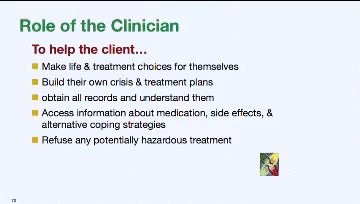 Role of the Clinician
To help the client…
Make life & treatment choices for themselves
Build their own crisis & treatment plans
obtain all records and understand them
Access information about medication, side effects, &
alternative coping strategies
Refuse any potentially hazardous treatment